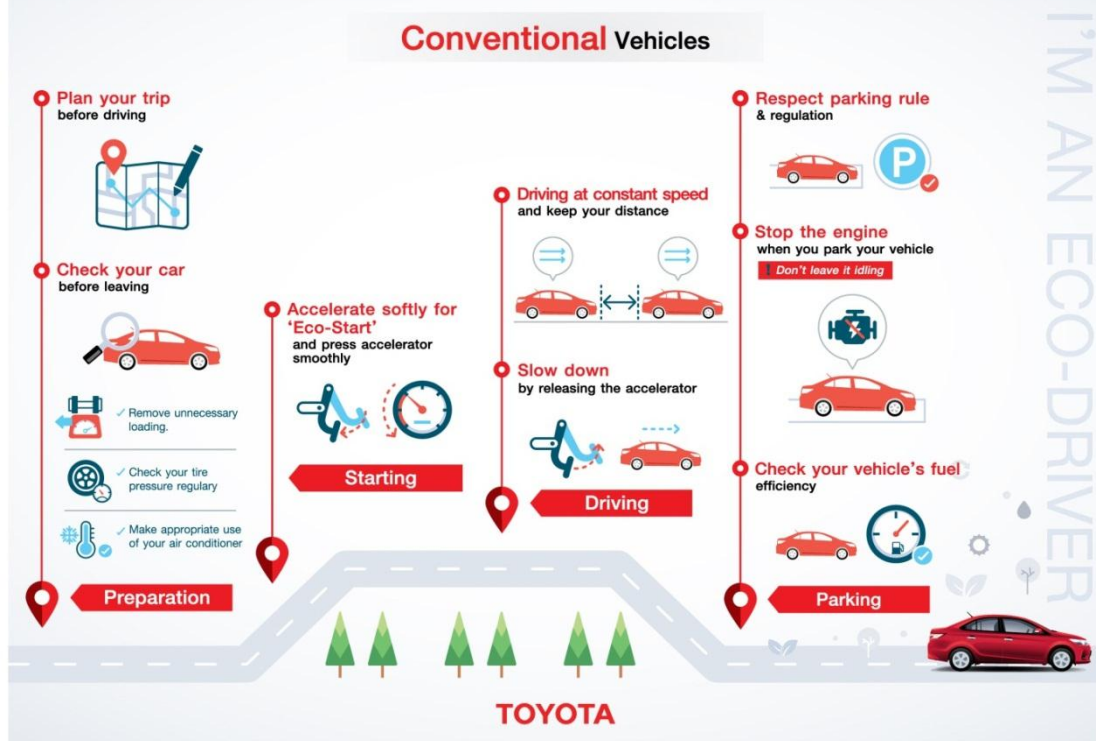 Conventional Vehicles
Plan your trip
before driving
Check your car
before leaving
✓ Remove unnecessary
loading.
✓ Check your tire
pressure regulary
✓ Make appropriate use
of your air conditioner
Preparation
Accelerate softly for
'Eco-Start'
and press accelerator
smoothly
Starting
Driving at constant speed
and keep your distance
Slow down
by releasing the accelerator
Driving
Respect parking rule
& regulation
P
Stop the engine
when you park your vehicle
! Don't leave it idling
Check your vehicle's fuel
efficiency
Parking
I'M AN ECO-DRIVER
TOYOTA